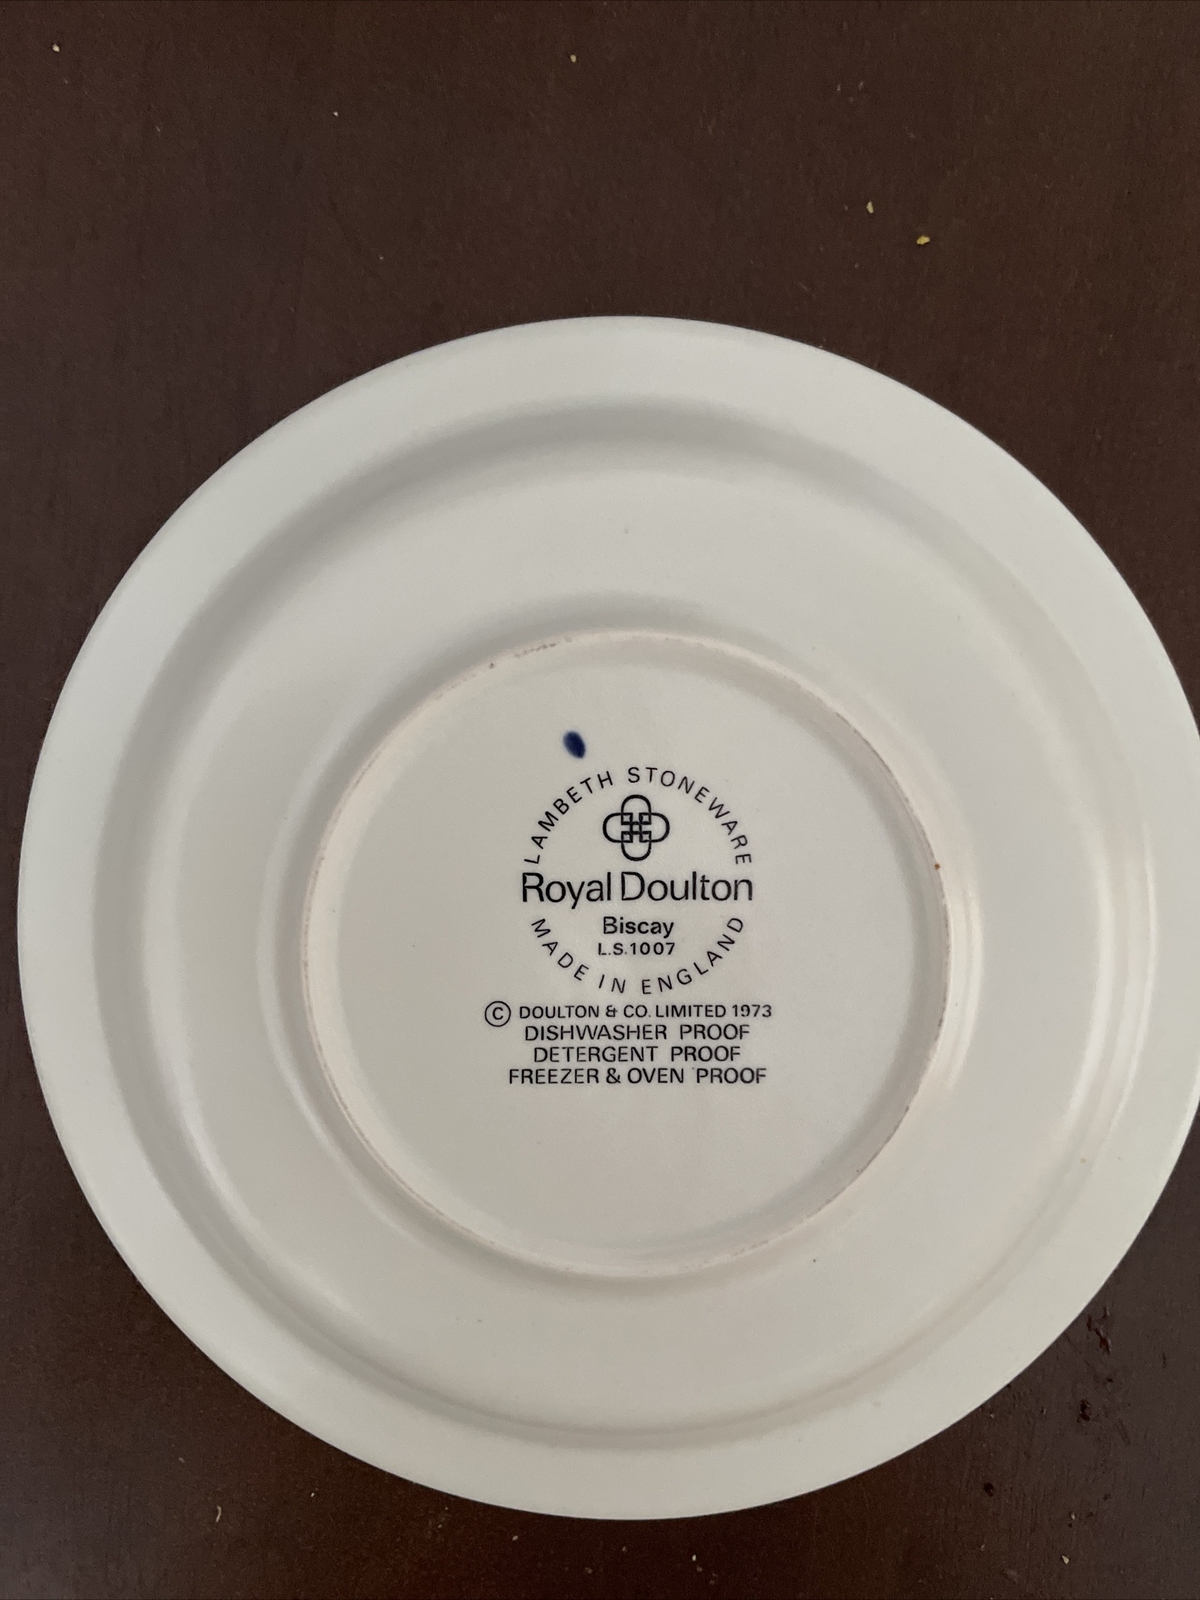 LAMBETH STONEWARE
Royal Doulton
Biscay
L.S.1007
MADE IN ENGLAND
© DOULTON & CO. LIMITED 1973
DISHWASHER PROOF
DETERGENT PROOF
FREEZER & OVEN PROOF